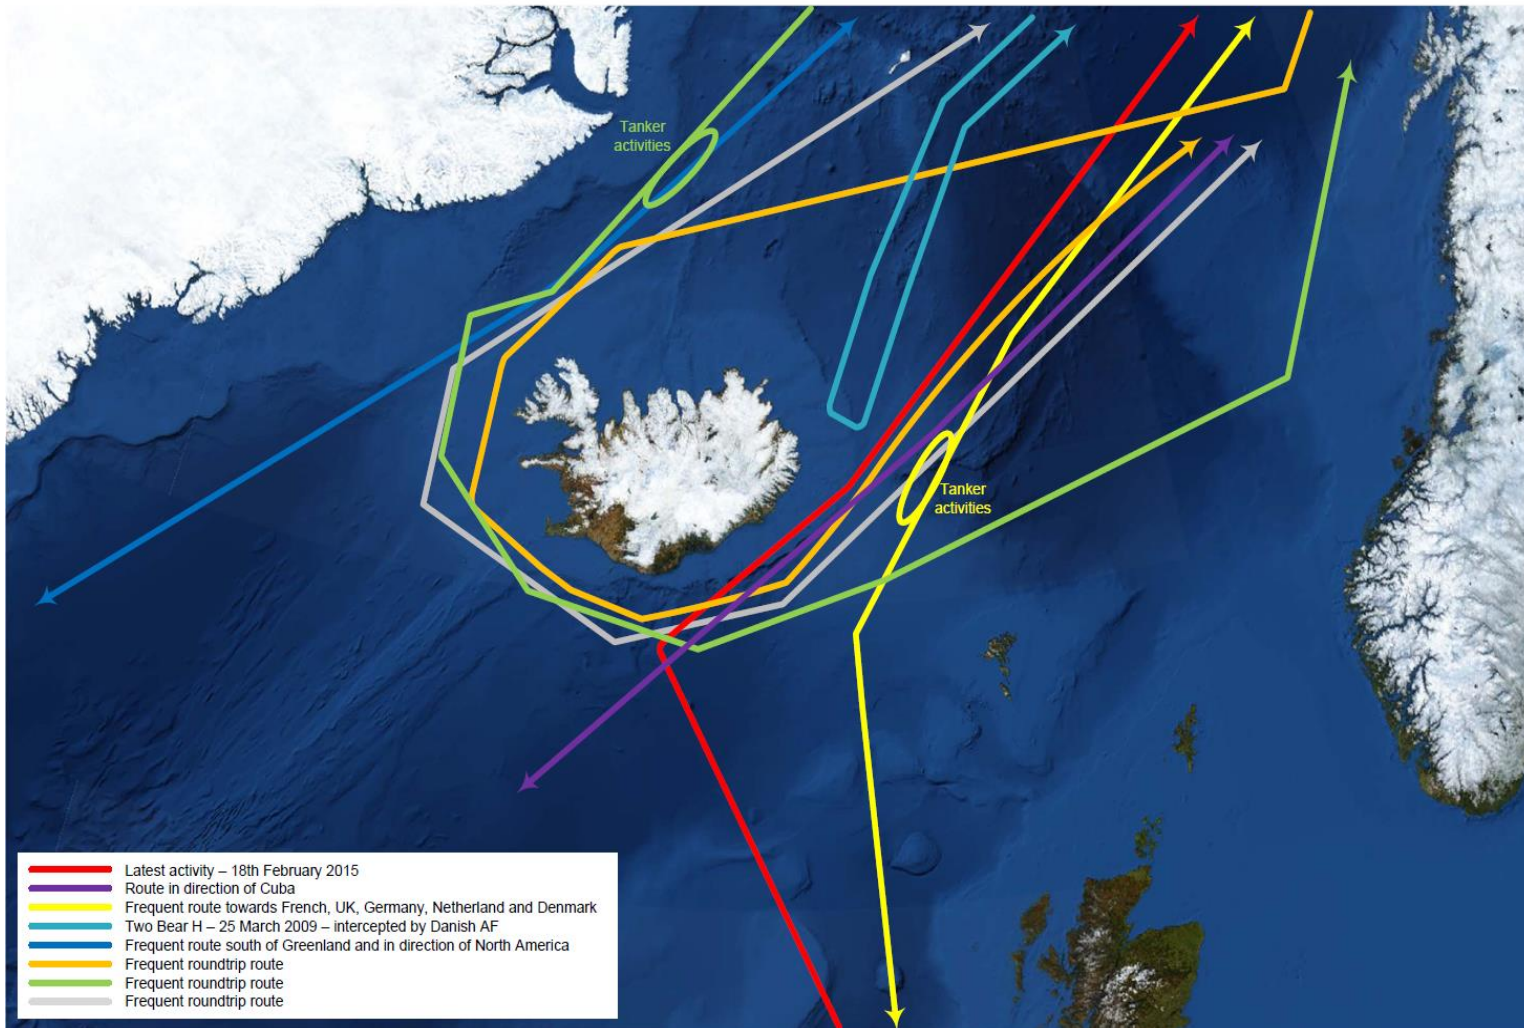 Tanker
activities
Tanker
activities
Latest activity – 18th February 2015
Route in direction of Cuba
Frequent route towards French, UK, Germany, Netherland and Denmark
Two Bear H – 25 March 2009 – intercepted by Danish AF
Frequent route south of Greenland and in direction of North America
Frequent roundtrip route
Frequent roundtrip route
Frequent roundtrip route